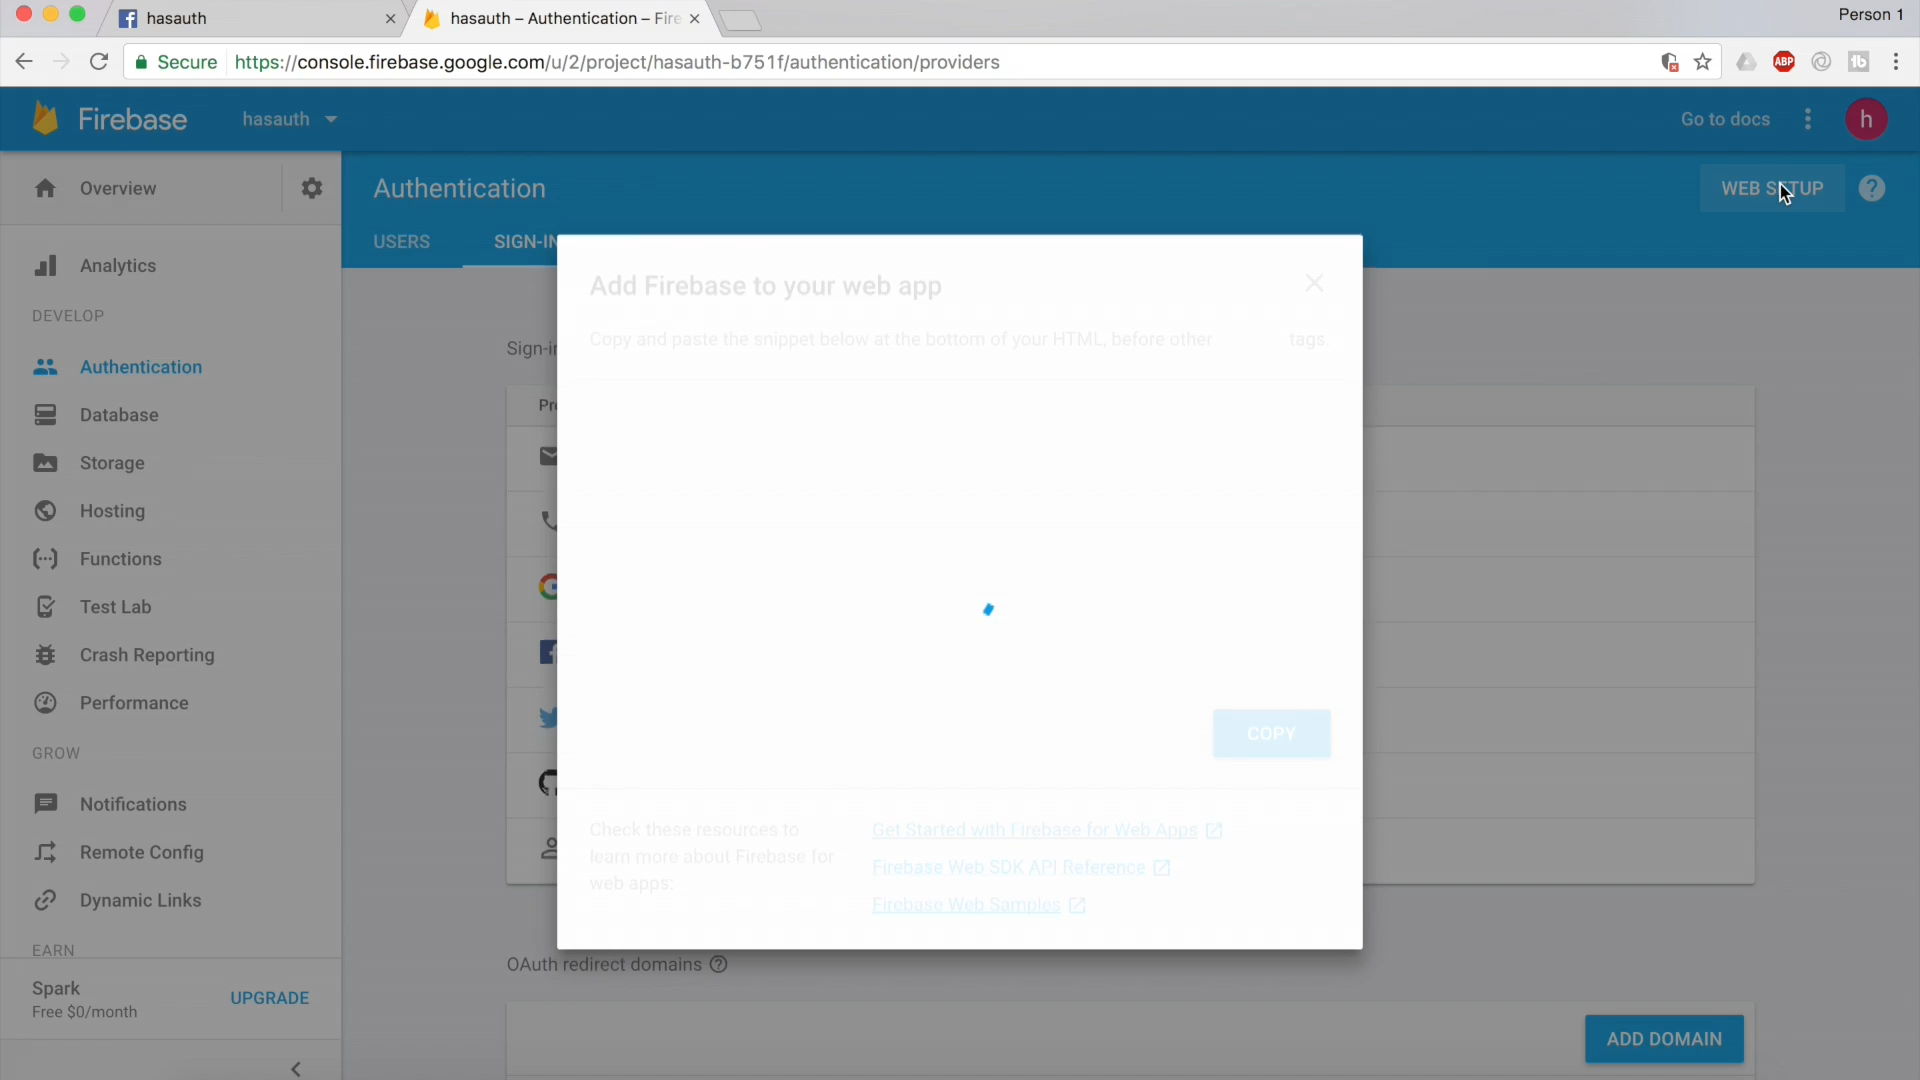 hasauth
hasauth – Authentication – Fire
Person 1
Secure
https://console.firebase.google.com/u/2/project/hasauth-b751f/authentication/providers
ABP
Firebase
hasauth
Go to docs
h
Overview
Authentication
WEB SETUP
USERS
SIGN-IN
Analytics
DEVELOP
Authentication
Database
Storage
Hosting
Functions
Test Lab
Crash Reporting
Performance
GROW
Notifications
Remote Config
Dynamic Links
EARN
Spark
Free $0/month
UPGRADE
Add Firebase to your web app
Copy and paste the snippet below at the bottom of your HTML, before other tags.
Sign-in
Pr
COPY
Check these resources to
learn more about Firebase for
web apps:
Get Started with Firebase for Web Apps
Firebase Web SDK API Reference
Firebase Web Samples
OAuth redirect domains
ADD DOMAIN